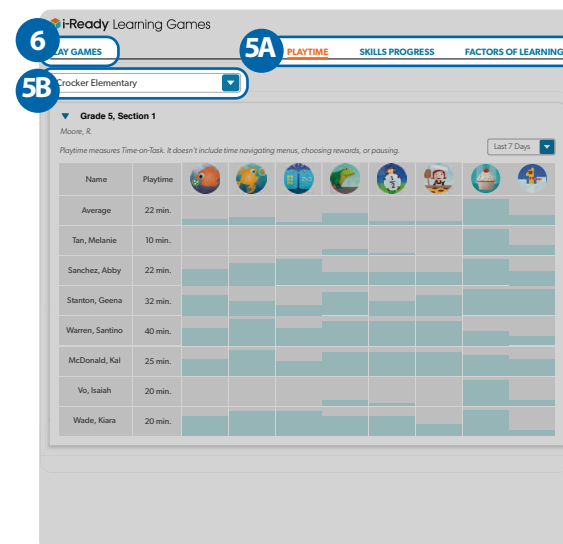 i-Ready Learning Games
6
LAY GAMES
5A
PLAYTIME SKILLS PROGRESS FACTORS OF LEARNING
5B
Crocker Elementary
Grade 5, Section 1
Moore, R.
Playtime measures Time-on-Task. It doesn't include time navigating menus, choosing rewards, or pausing.
Last 7 Days
Name Playtime
1/2
Average 22 min.
Tan, Melanie 10 min.
Sanchez, Abby 22 min.
Stanton, Geena 32 min.
Warren, Santino 40 min.
McDonald, Kal 25 min.
Vo, Isaiah 20 min.
Wade, Kiara 20 min.